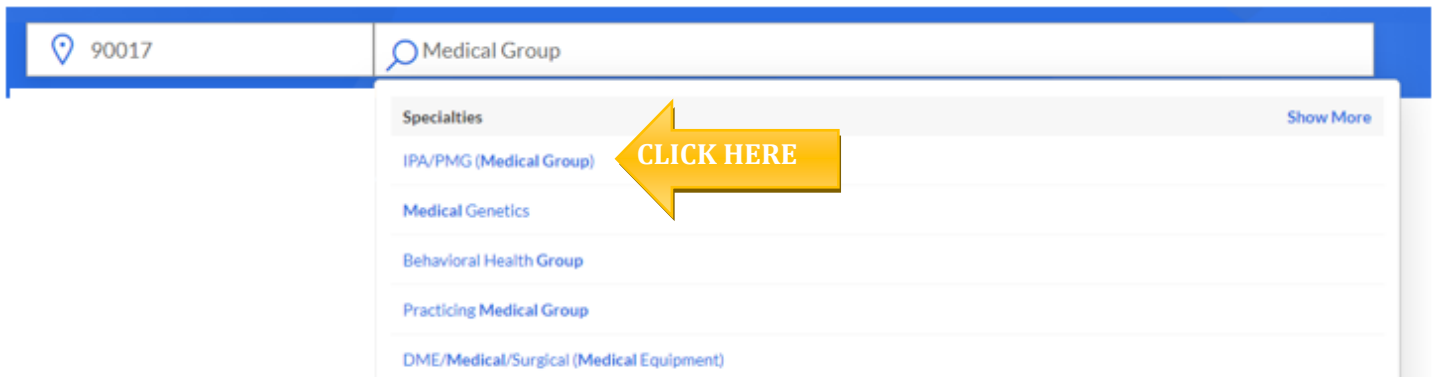 90017
Medical Group
Specialties
Show More
IPA/PMG (Medical Group)
CLICK HERE
Medical Genetics
Behavioral Health Group
Practicing Medical Group
DME/Medical/Surgical (Medical Equipment)